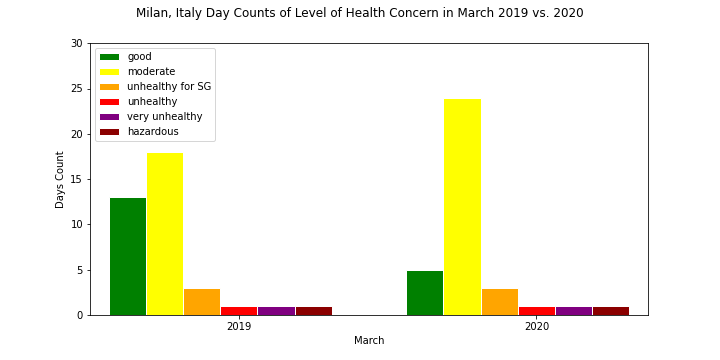 Milan, Italy Day Counts of Level of Health Concern in March 2019 vs. 2020
30
25
20
15
10
5
0
Days Count
good
moderate
unhealthy for SG
unhealthy
very unhealthy
hazardous
2019
2020
March